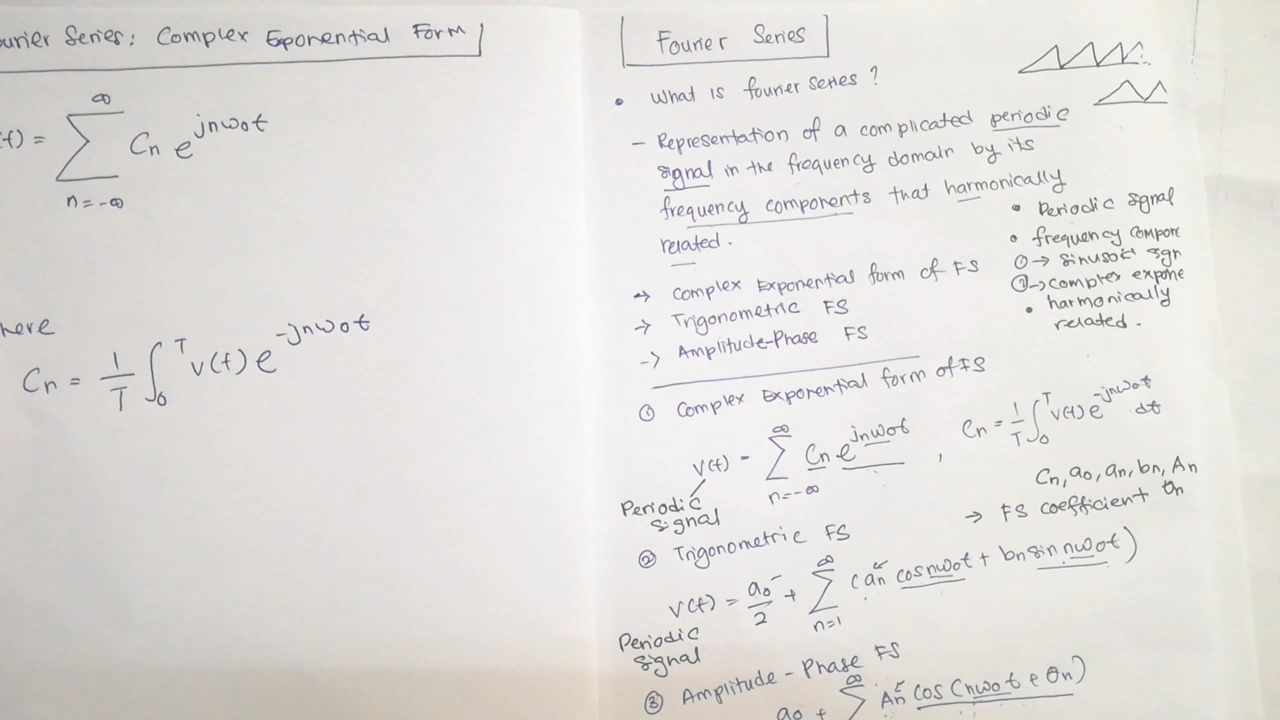 ourier Series: Complex Exponential Form
(t) = ∞ Σ n=-∞ Cn e^jnω0t
here
Cn = 1/T ∫0^T v(t) e^-jnω0t
Fourier Series
• What is fourier series?
- Representation of a complicated periodic
signal in the frequency domain by its
frequency components that harmonically
related.
• Periodic Signal
• frequency compone
① → sinusoid sgn
② → complex expone
• harmonically
related.
→ Complex Exponential form of FS
→ Trigonometric FS
-> Amplitude-Phase FS
① Complex Exponential form of FS
v(t) = ∞ Σ n=-∞ Cn e^jnω0t , Cn = 1/T ∫0^T v(t) e^-jnω0t dt
Periodic
signal
Cn, a0, an, bn, An
→ FS coefficient θn
② Trigonometric FS
v(t) = a0/2 + ∞ Σ n=1 (an cos nω0t + bn sin nω0t)
Periodic
signal
③ Amplitude - Phase FS
a0 + ∞ Σ An cos (nω0t + θn)